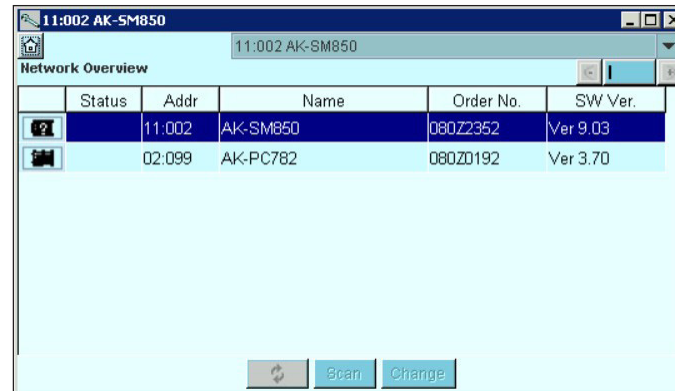 11:002 AK-SM850
11:002 AK-SM850
Network Overview
Status Addr Name Order No. SW Ver.
11:002 AK-SM850 080Z2352 Ver 9.03
02:099 AK-PC782 080Z0192 Ver 3.70
Scan Change